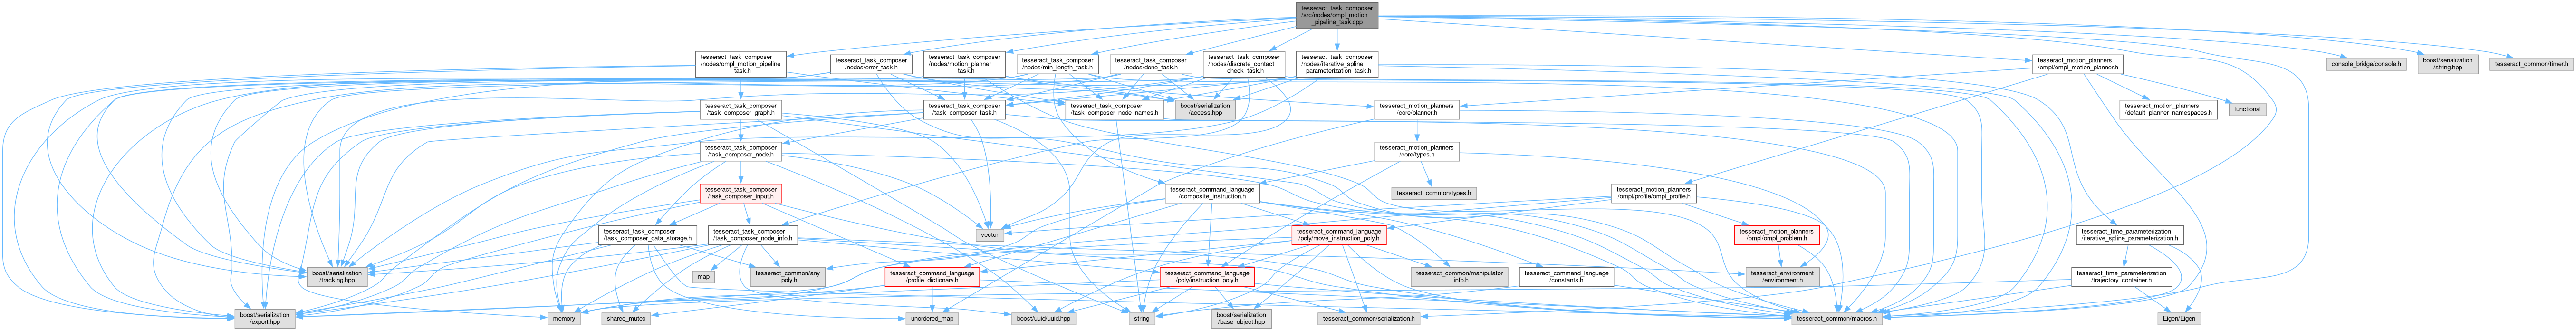 tesseract_task_composer
/src/nodes/ompl_motion
_pipeline_task.cpp
tesseract_task_composer
/nodes/ompl_motion_pipeline
_task.h
tesseract_task_composer
/nodes/error_task.h
tesseract_task_composer
/nodes/motion_planner
_task.h
tesseract_task_composer
/nodes/min_length_task.h
tesseract_task_composer
/nodes/done_task.h
tesseract_task_composer
/nodes/discrete_contact
_check_task.h
tesseract_task_composer
/nodes/iterative_spline
_parameterization_task.h
tesseract_motion_planners
/ompl/ompl_motion_planner.h
console_bridge/console.h
boost/serialization
/string.hpp
tesseract_common/timer.h
tesseract_task_composer
/task_composer_graph.h
tesseract_task_composer
/task_composer_task.h
tesseract_task_composer
/task_composer_node_names.h
boost/serialization
/access.hpp
tesseract_motion_planners
/core/planner.h
tesseract_motion_planners
/default_planner_namespaces.h
functional
tesseract_task_composer
/task_composer_node.h
tesseract_motion_planners
/core/types.h
tesseract_task_composer
/task_composer_input.h
tesseract_command_language
/composite_instruction.h
tesseract_common/types.h
tesseract_motion_planners
/ompl/profile/ompl_profile.h
tesseract_task_composer
/task_composer_data_storage.h
tesseract_task_composer
/task_composer_node_info.h
vector
tesseract_command_language
/poly/move_instruction_poly.h
tesseract_motion_planners
/ompl/ompl_problem.h
tesseract_time_parameterization
/iterative_spline_parameterization.h
boost/serialization
/tracking.hpp
map
tesseract_common/any
_poly.h
tesseract_command_language
/profile_dictionary.h
tesseract_command_language
/poly/instruction_poly.h
tesseract_common/manipulator
_info.h
tesseract_command_language
/constants.h
tesseract_environment
/environment.h
tesseract_time_parameterization
/trajectory_container.h
boost/serialization
/export.hpp
memory
shared_mutex
unordered_map
boost/uuid/uuid.hpp
string
boost/serialization
/base_object.hpp
tesseract_common/serialization.h
tesseract_common/macros.h
Eigen/Eigen